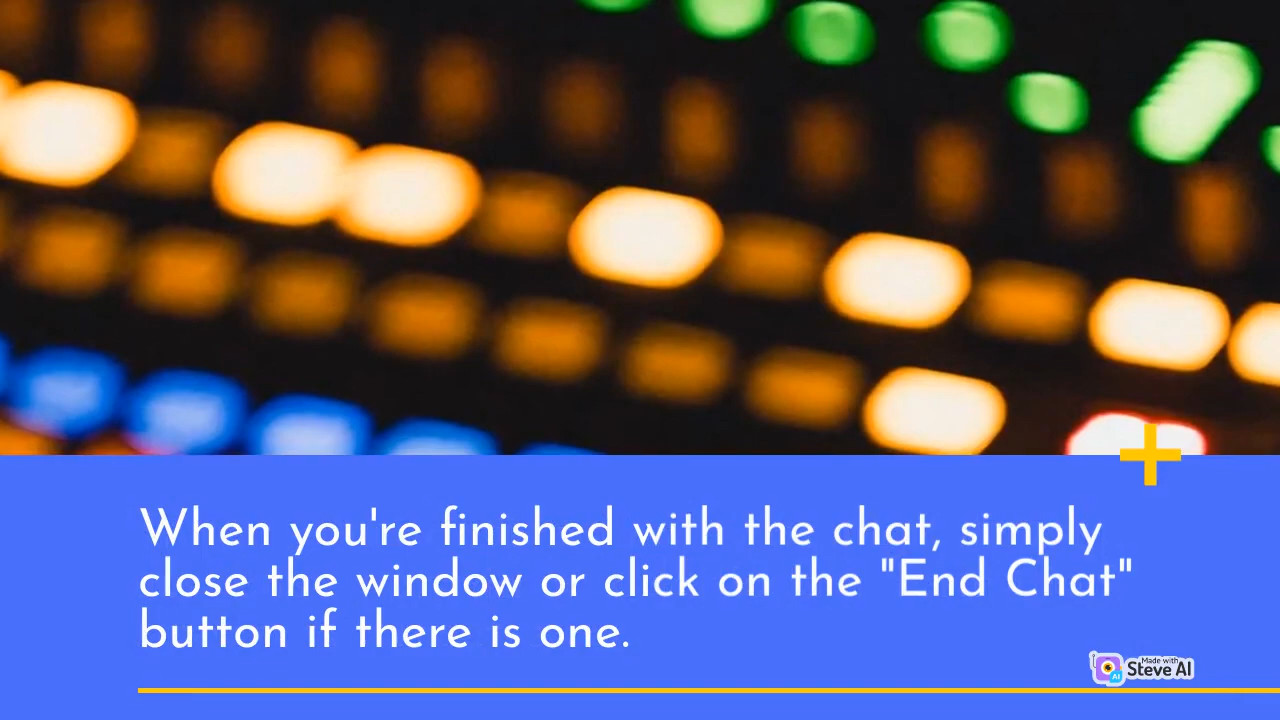 When you're finished with the chat, simply
close the window or click on the "End Chat"
button if there is one.
Made with
Steve AI
AI